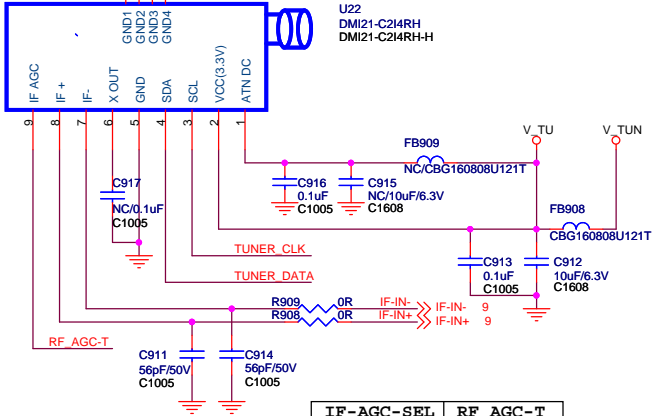 U22
DMI21-C2I4RH
DMI21-C2I4RH-H
GND1
GND2
GND3
GND4
IF AGC
IF +
IF-
X OUT
GND
SDA
SCL
VCC(3.3V)
ATN DC
9
8
7
6
5
4
3
2
1
V_TU
V_TUN
FB909
NC/CBG160808U121T
C917
NC/0.1uF
C1005
C916
0.1uF
C1005
C915
NC/10uF/6.3V
C1608
FB908
CBG160808U121T
TUNER_CLK
C913
0.1uF
C1005
C912
10uF/6.3V
C1608
TUNER_DATA
R909
0R
IF-IN-
IF-IN- 9
R908
0R
IF-IN+
IF-IN+ 9
RF_AGC-T
C911
56pF/50V
C1005
C914
56pF/50V
C1005
IF-AGC-SEL
RF AGC-T